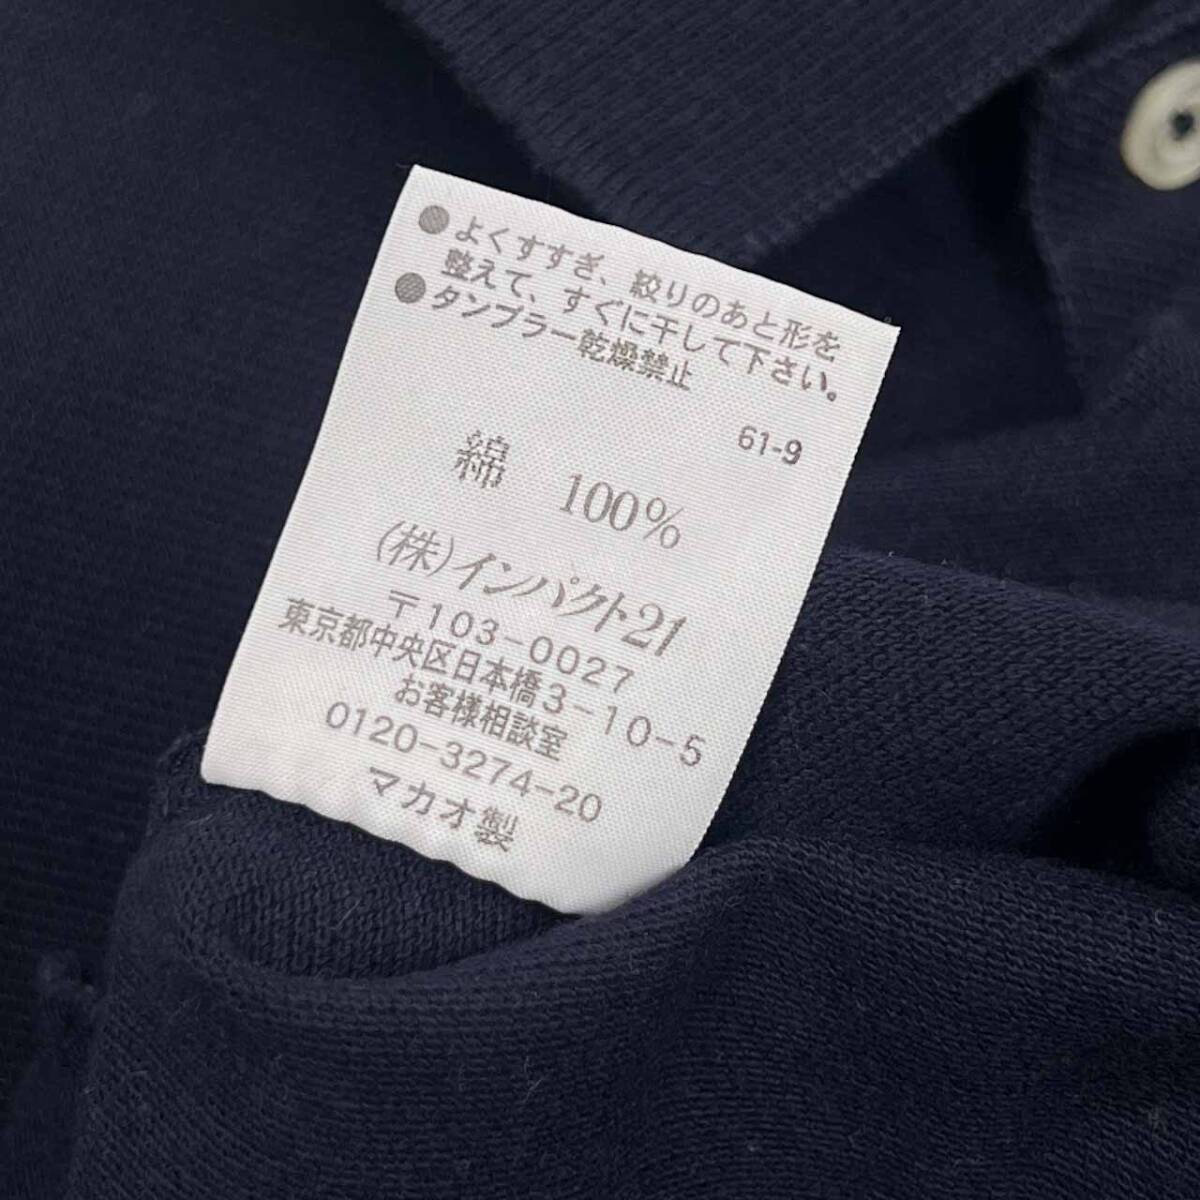 ●よくすすぎ、絞りのあと形を
整えて、すぐに干して下さい。
●タンブラー乾燥禁止
61-9
綿 100%
(株)インパクト21
〒103-0027
東京都中央区日本橋3-10-5
お客様相談室
0120-3274-20
マカオ製